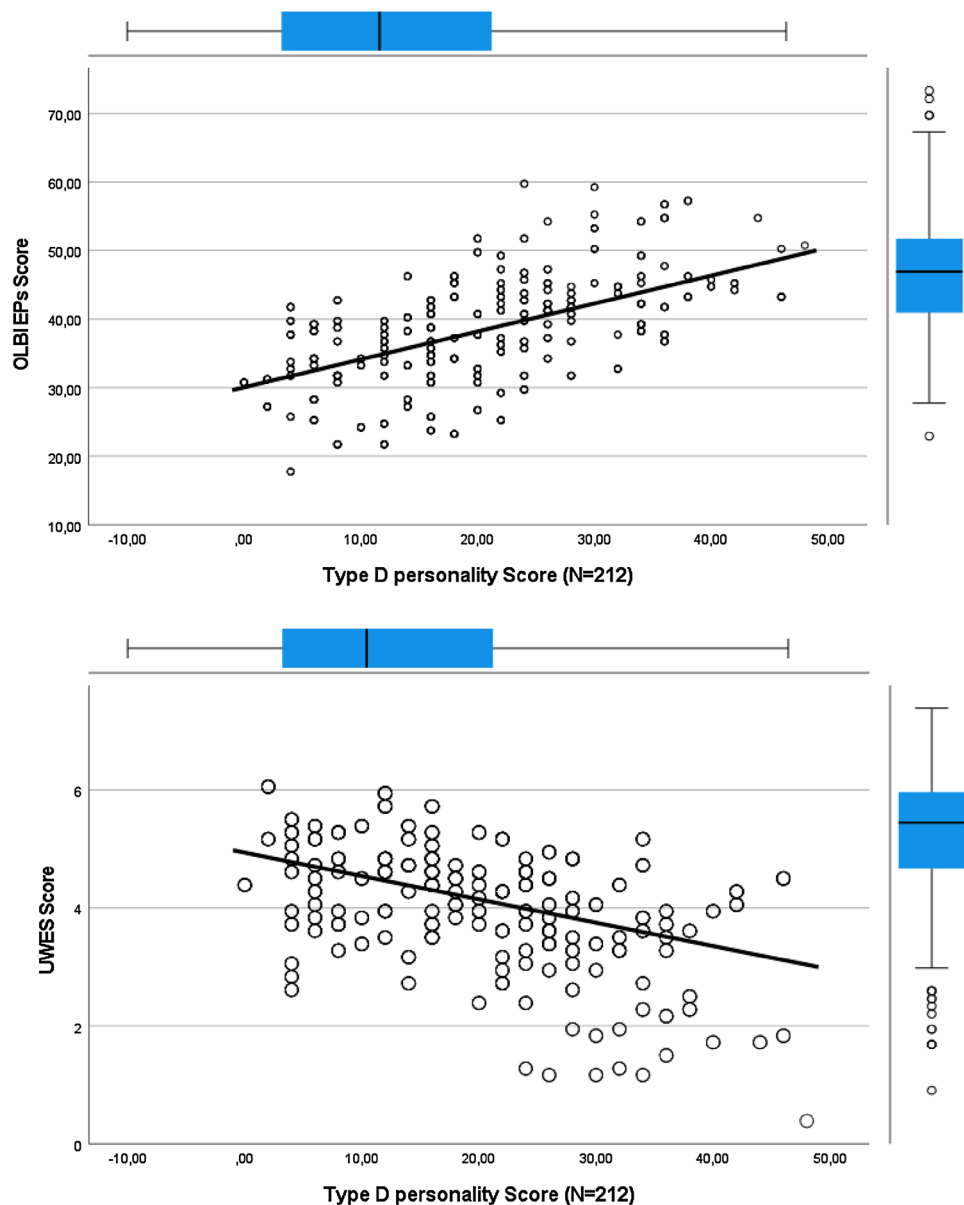 70,00
60,00
50,00
40,00
30,00
20,00
10,00
OLBI EPs Score
-10,00 ,00 10,00 20,00 30,00 40,00 50,00
Type D personality Score (N=212)
6
4
2
0
UWES Score
-10,00 ,00 10,00 20,00 30,00 40,00 50,00
Type D personality Score (N=212)